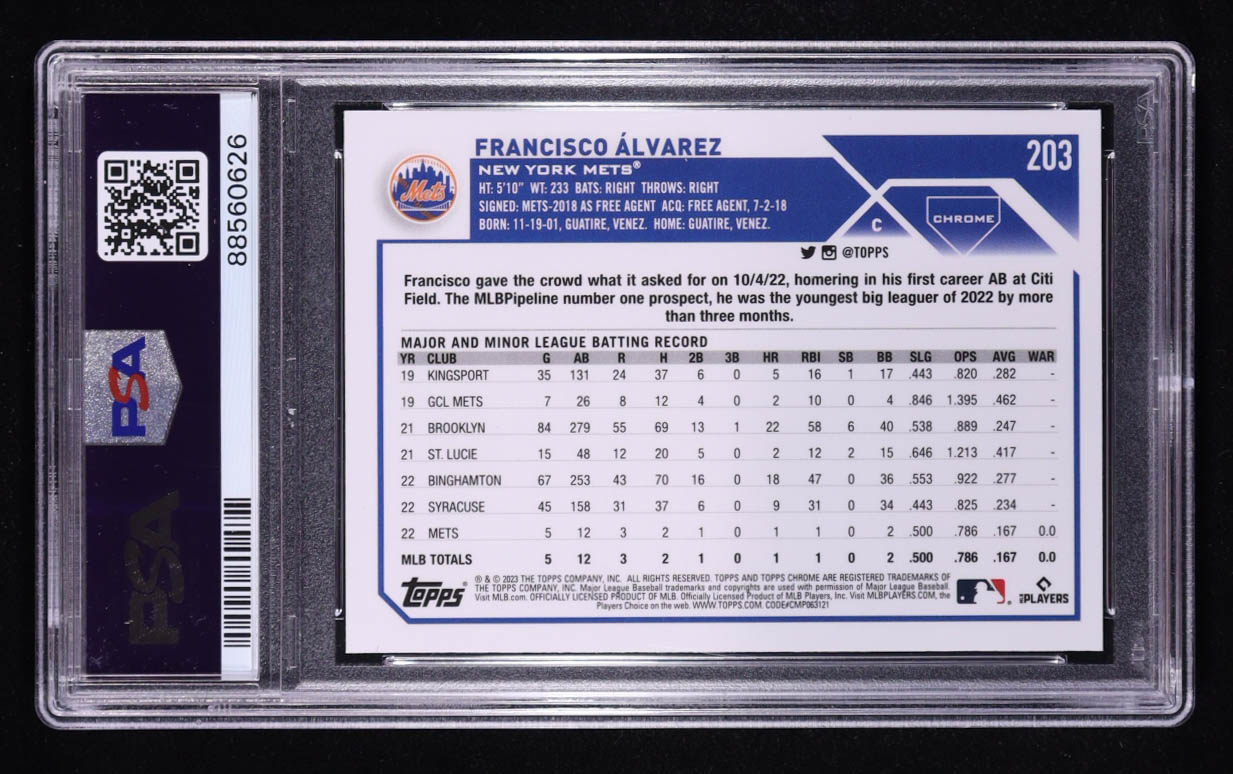 88560626
PSA
PSA
FRANCISCO ÁLVAREZ
203
Mets
NEW YORK METS®
HT: 5'10" WT: 233 BATS: RIGHT THROWS: RIGHT
SIGNED: METS-2018 AS FREE AGENT ACQ: FREE AGENT, 7-2-18
BORN: 11-19-01, GUATIRE, VENEZ. HOME: GUATIRE, VENEZ.
C
CHROME
@TOPPS
Francisco gave the crowd what it asked for on 10/4/22, homering in his first career AB at Citi
Field. The MLBPipeline number one prospect, he was the youngest big leaguer of 2022 by more
than three months.
MAJOR AND MINOR LEAGUE BATTING RECORD
YR CLUB G AB R H 2B 3B HR RBI SB BB SLG OPS AVG WAR
19 KINGSPORT 35 131 24 37 6 0 5 16 1 17 .443 .820 .282 -
19 GCL METS 7 26 8 12 4 0 2 10 0 4 .846 1.395 .462 -
21 BROOKLYN 84 279 55 69 13 1 22 58 6 40 .538 .889 .247 -
21 ST. LUCIE 15 48 12 20 5 0 2 12 2 15 .646 1.213 .417 -
22 BINGHAMTON 67 253 43 70 16 0 18 47 0 36 .553 .922 .277 -
22 SYRACUSE 45 158 31 37 6 0 9 31 0 34 .443 .825 .234 -
22 METS 5 12 3 2 1 0 1 1 0 2 .500 .786 .167 0.0
MLB TOTALS 5 12 3 2 1 0 1 1 0 2 .500 .786 .167 0.0
TOPPS®
® & © 2023 THE TOPPS COMPANY, INC. ALL RIGHTS RESERVED. TOPPS AND TOPPS CHROME ARE REGISTERED TRADEMARKS OF
THE TOPPS COMPANY, INC. Major League Baseball trademarks and copyrights are used with permission of Major League Baseball.
Visit MLB.com. OFFICIALLY LICENSED PRODUCT OF MLB Players, Inc. Visit MLBPLAYERS.COM, the
Players Choice on the web. WWW.TOPPS.COM. CODE#CMP063121
MLBPLAYERS